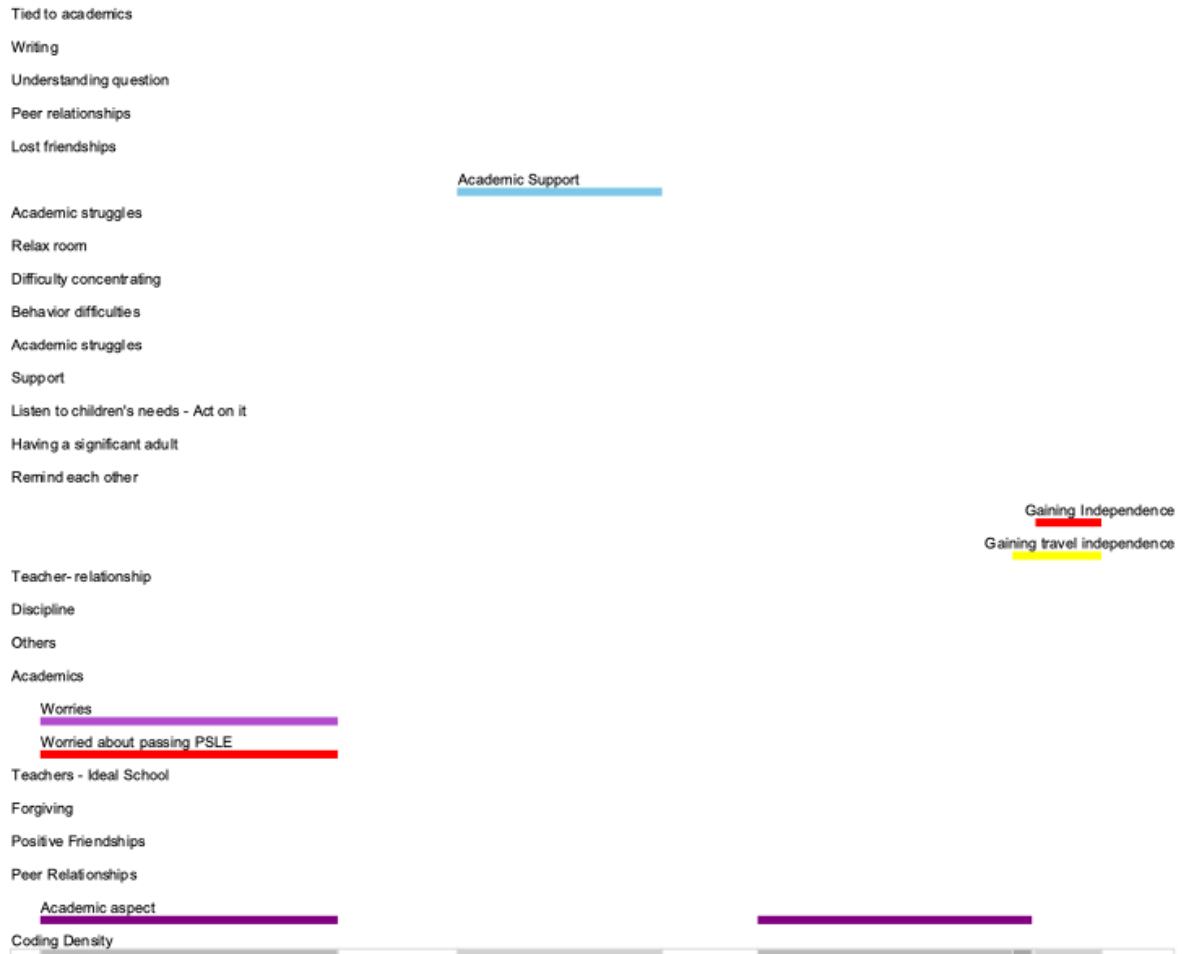 Tied to academics
Writing
Understanding question
Peer relationships
Lost friendships
Academic Support
Academic struggles
Relax room
Difficulty concentrating
Behavior difficulties
Academic struggles
Support
Listen to children's needs - Act on it
Having a significant adult
Remind each other
Gaining Independence
Gaining travel independence
Teacher- relationship
Discipline
Others
Academics
Worries
Worried about passing PSLE
Teachers - Ideal School
Forgiving
Positive Friendships
Peer Relationships
Academic aspect
Coding Density